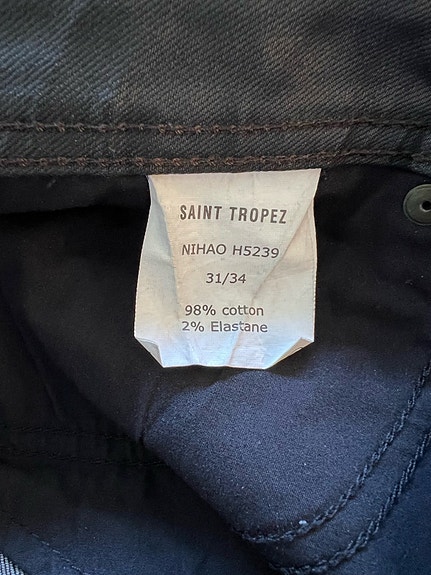 SAINT TROPEZ
NIHAO H5239
31/34
98% cotton
2% Elastane